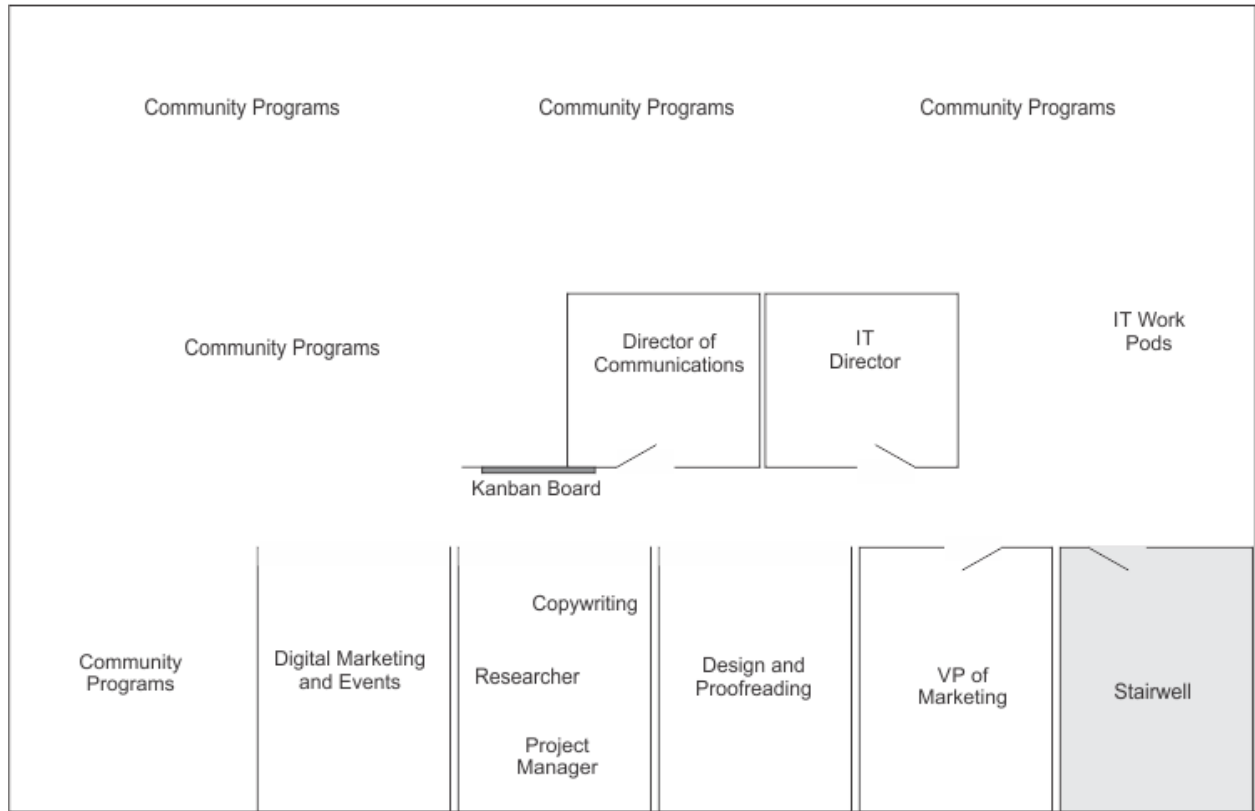 Community Programs
Community Programs
Community Programs
Community Programs
Director of
Communications
IT
Director
IT Work
Pods
Kanban Board
Community
Programs
Digital Marketing
and Events
Copywriting
Researcher
Project
Manager
Design and
Proofreading
VP of
Marketing
Stairwell